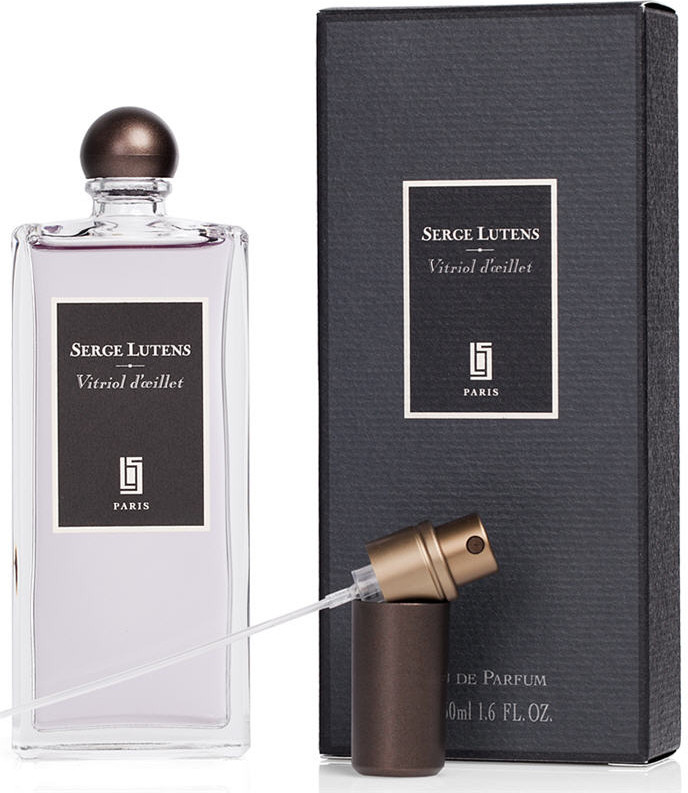 SERGE LUTENS
Vitriol d'œillet
PARIS
SERGE LUTENS
Vitriol d'œillet
PARIS
DE PARFUM
1.6 FL.OZ.